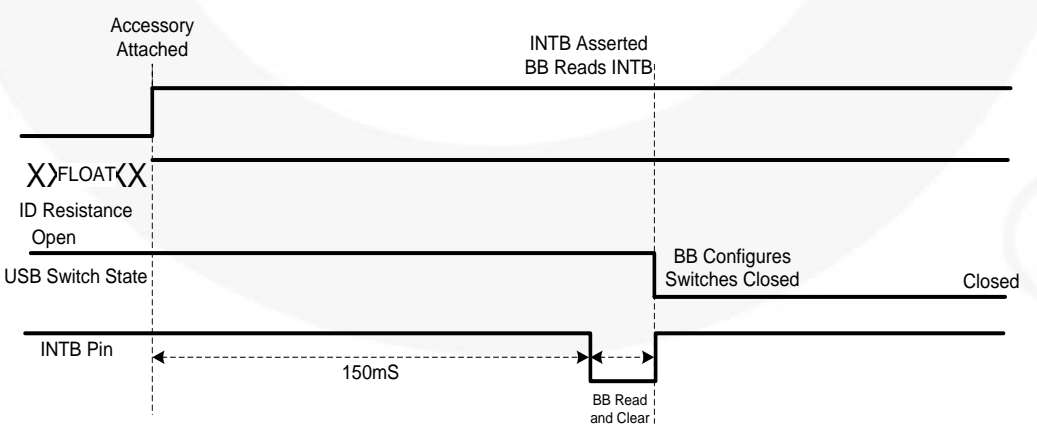 Accessory
Attached
INTB Asserted
BB Reads INTB
FLOAT
ID Resistance
Open
USB Switch State
BB Configures
Switches Closed
Closed
INTB Pin
150mS
BB Read
and Clear